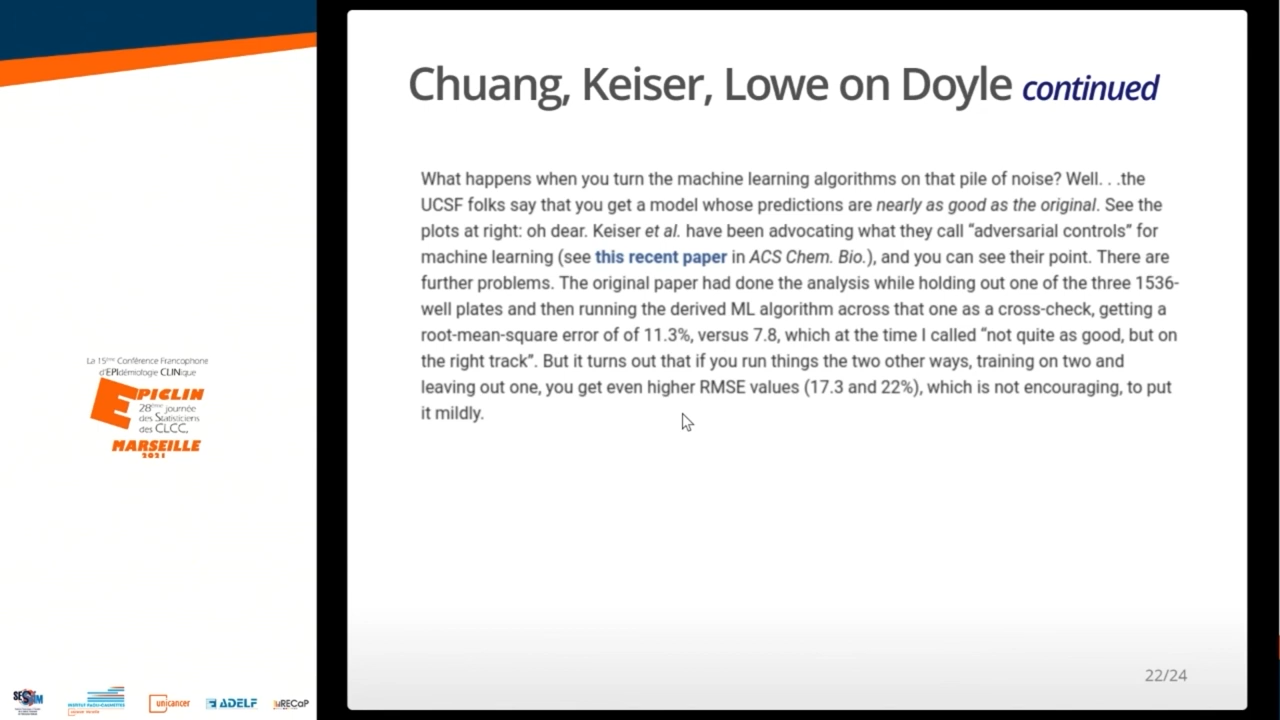 Chuang, Keiser, Lowe on Doyle continued
What happens when you turn the machine learning algorithms on that pile of noise? Well. . .the
UCSF folks say that you get a model whose predictions are nearly as good as the original. See the
plots at right: oh dear. Keiser et al. have been advocating what they call “adversarial controls” for
machine learning (see this recent paper in ACS Chem. Bio.), and you can see their point. There are
further problems. The original paper had done the analysis while holding out one of the three 1536-
well plates and then running the derived ML algorithm across that one as a cross-check, getting a
root-mean-square error of of 11.3%, versus 7.8, which at the time I called “not quite as good, but on
the right track”. But it turns out that if you run things the two other ways, training on two and
leaving out one, you get even higher RMSE values (17.3 and 22%), which is not encouraging, to put
it mildly.
22/24
La 15ème Conférence Francophone
d'EPIdémiologie CLINique
EPICLIN
28ème journée
des Statisticiens
des CLCC,
MARSEILLE
2021
INSTITUT PAOLI-CALMETTES
unicancer
ADELF